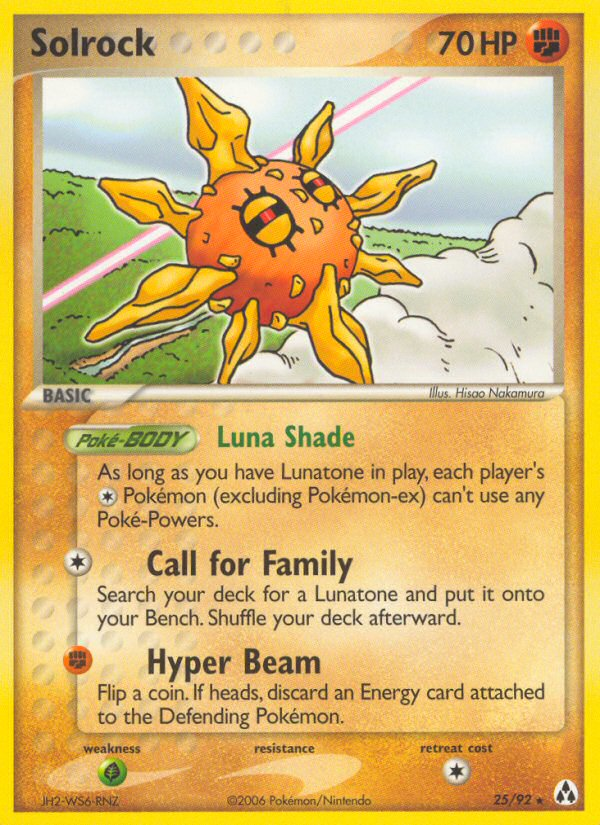 Solrock
70 HP
BASIC
Illus. Hisao Nakamura
Poké-BODY Luna Shade
As long as you have Lunatone in play, each player's
Pokémon (excluding Pokémon-ex) can't use any
Poké-Powers.
Call for Family
Search your deck for a Lunatone and put it onto
your Bench. Shuffle your deck afterward.
Hyper Beam
Flip a coin. If heads, discard an Energy card attached
to the Defending Pokémon.
weakness resistance retreat cost
JH2-WS6-RNZ ©2006 Pokémon/Nintendo 25/92 ★